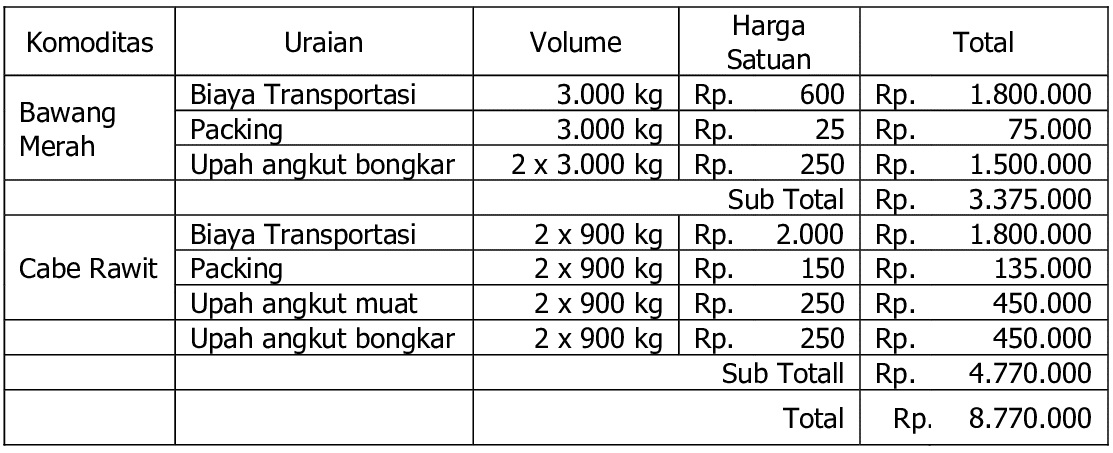 Komoditas Uraian Volume Harga Satuan Total
Bawang Merah Biaya Transportasi 3.000 kg Rp. 600 Rp. 1.800.000
Packing 3.000 kg Rp. 25 Rp. 75.000
Upah angkut bongkar 2 x 3.000 kg Rp. 250 Rp. 1.500.000
Sub Total Rp. 3.375.000
Cabe Rawit Biaya Transportasi 2 x 900 kg Rp. 2.000 Rp. 1.800.000
Packing 2 x 900 kg Rp. 150 Rp. 135.000
Upah angkut muat 2 x 900 kg Rp. 250 Rp. 450.000
Upah angkut bongkar 2 x 900 kg Rp. 250 Rp. 450.000
Sub Totall Rp. 4.770.000
Total Rp. 8.770.000